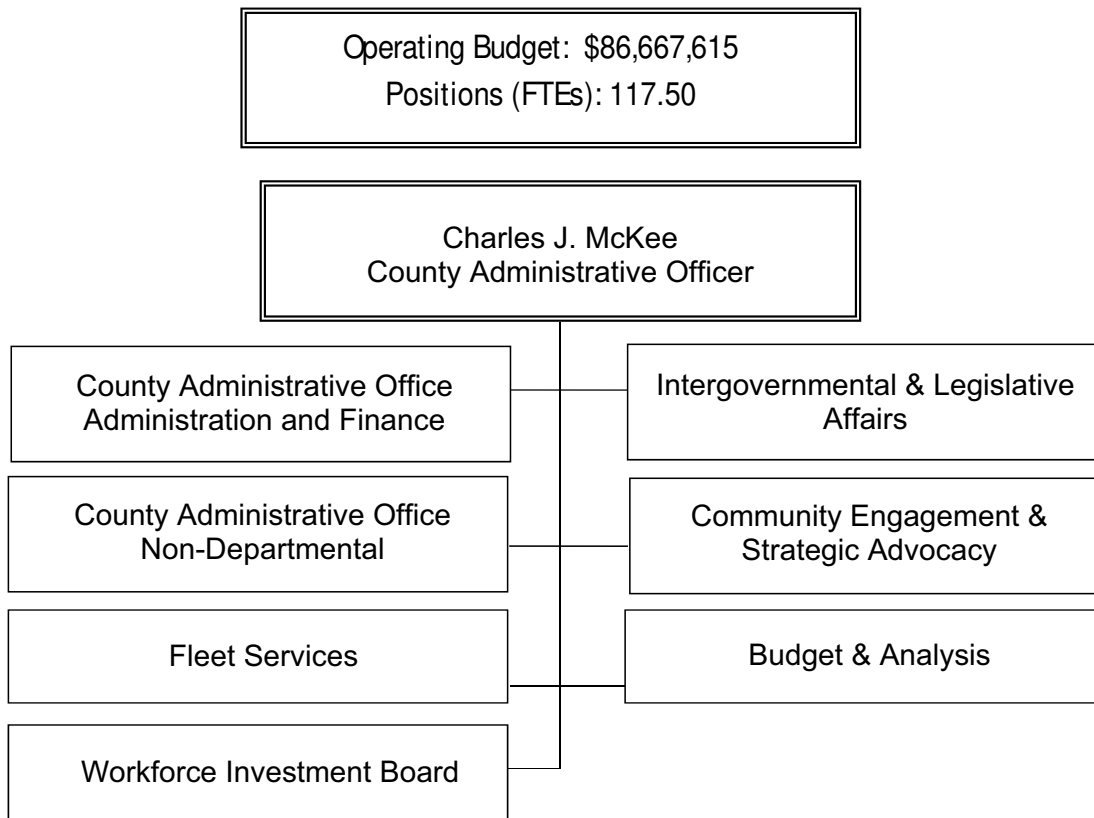 Operating Budget: $86,667,615
Positions (FTEs): 117.50
Charles J. McKee
County Administrative Officer
County Administrative Office
Administration and Finance
Intergovernmental & Legislative
Affairs
County Administrative Office
Non-Departmental
Community Engagement &
Strategic Advocacy
Fleet Services
Budget & Analysis
Workforce Investment Board